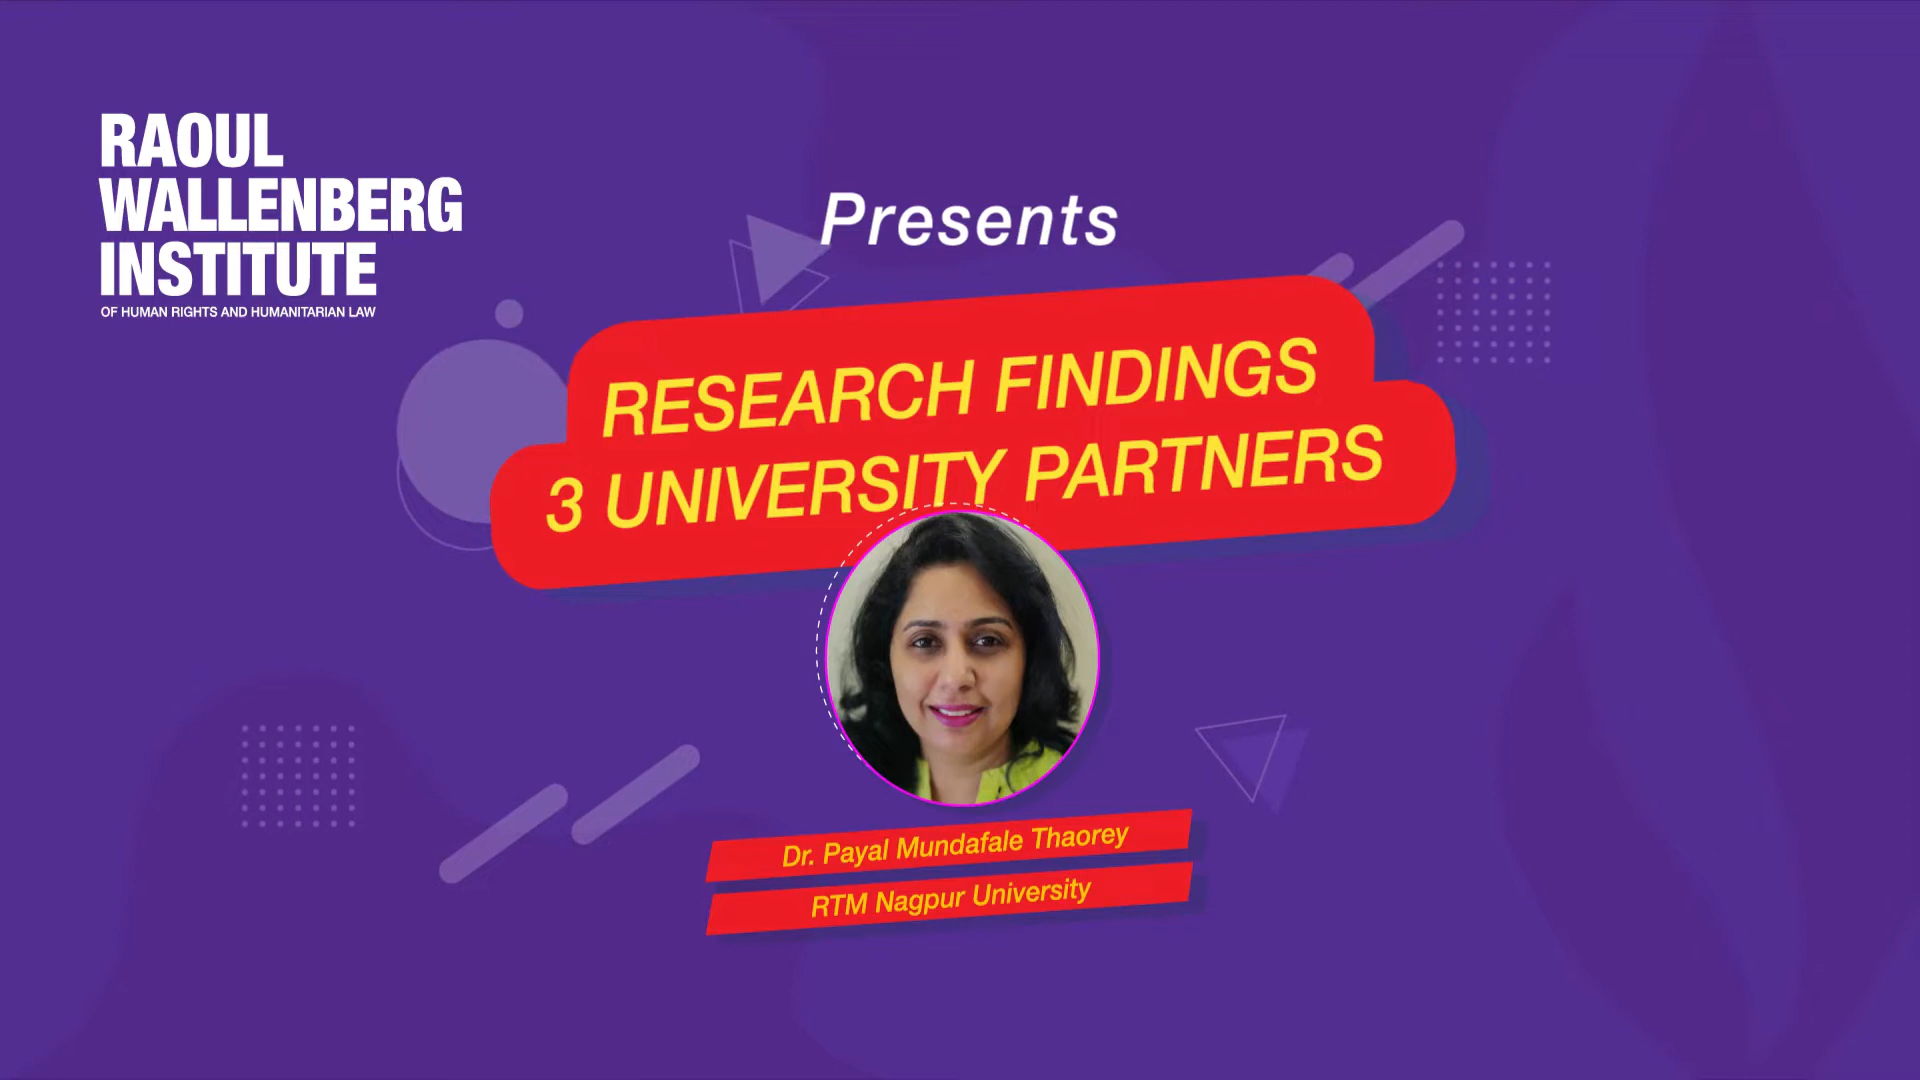 RAOUL
WALLENBERG
INSTITUTE
OF HUMAN RIGHTS AND HUMANITARIAN LAW
Presents
RESEARCH FINDINGS
3 UNIVERSITY PARTNERS
Dr. Payal Mundafale Thaorey
RTM Nagpur University